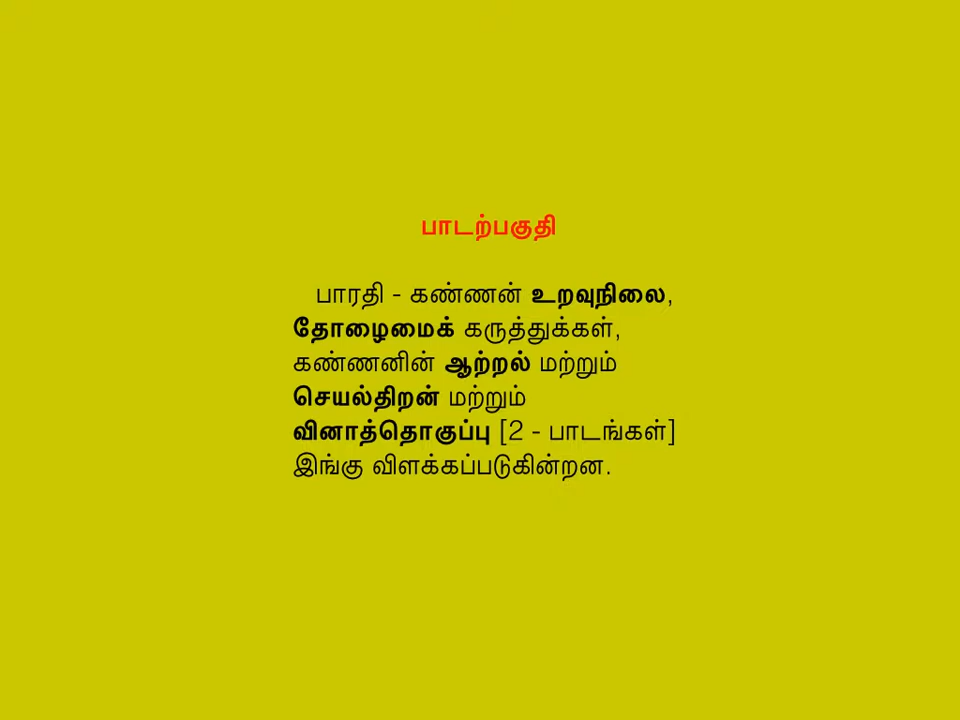 பாடற்பகுதி
பாரதி - கண்ணன் உறவுநிலை,
தோழைமைக் கருத்துக்கள்,
கண்ணனின் ஆற்றல் மற்றும்
செயல்திறன் மற்றும்
வினாத்தொகுப்பு [2 - பாடங்கள்]
இங்கு விளக்கப்படுகின்றன.